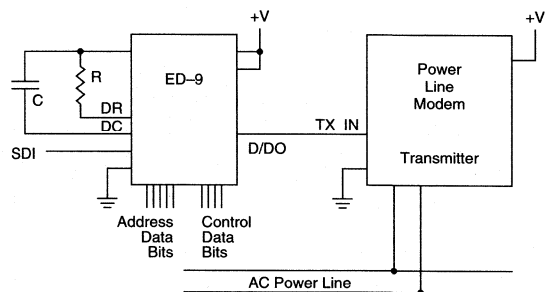 +V
+V
R
C
ED–9
DR
DC
SDI
D/DO
TX IN
Power
Line
Modem
Transmitter
Address
Data
Bits
Control
Data
Bits
AC Power Line